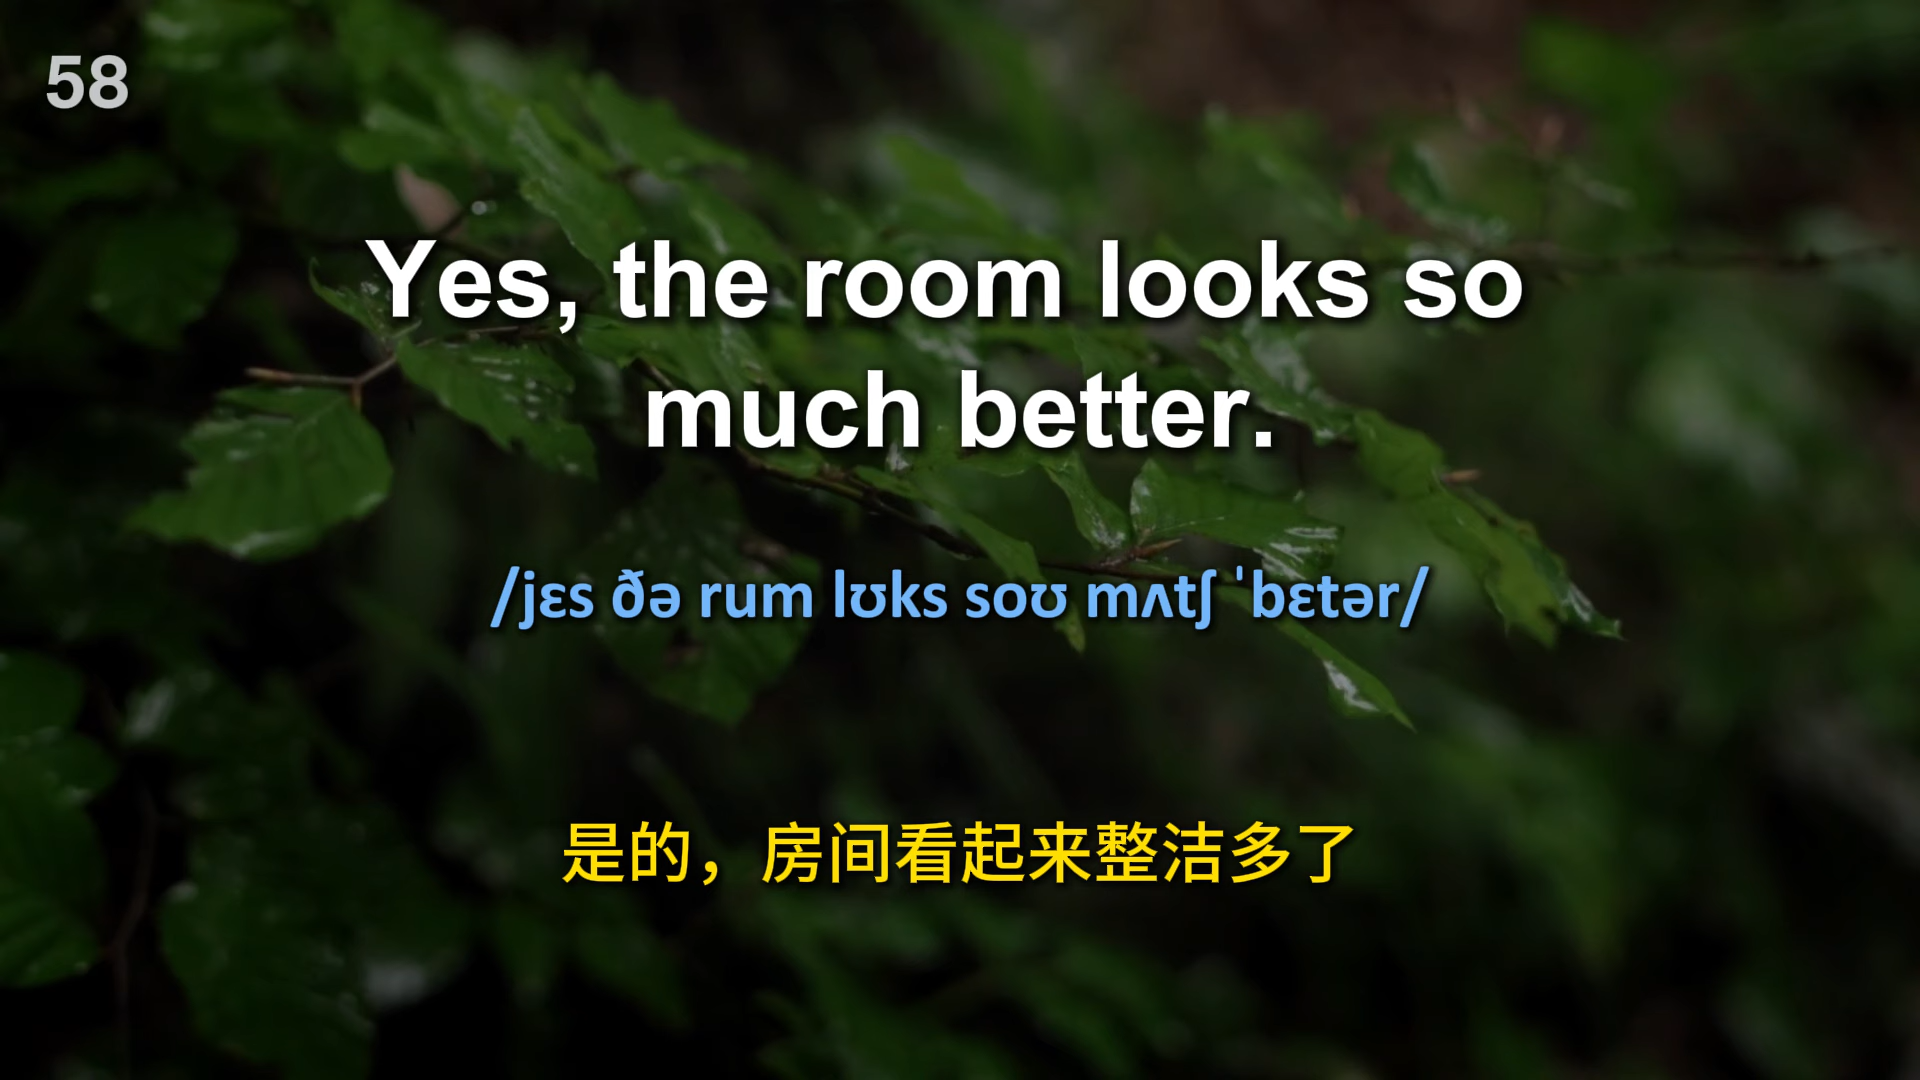 58
Yes, the room looks so
much better.
/jɛs ðə rum lʊks soʊ mʌtʃ ˈbɛtər/
是的，房间看起来整洁多了